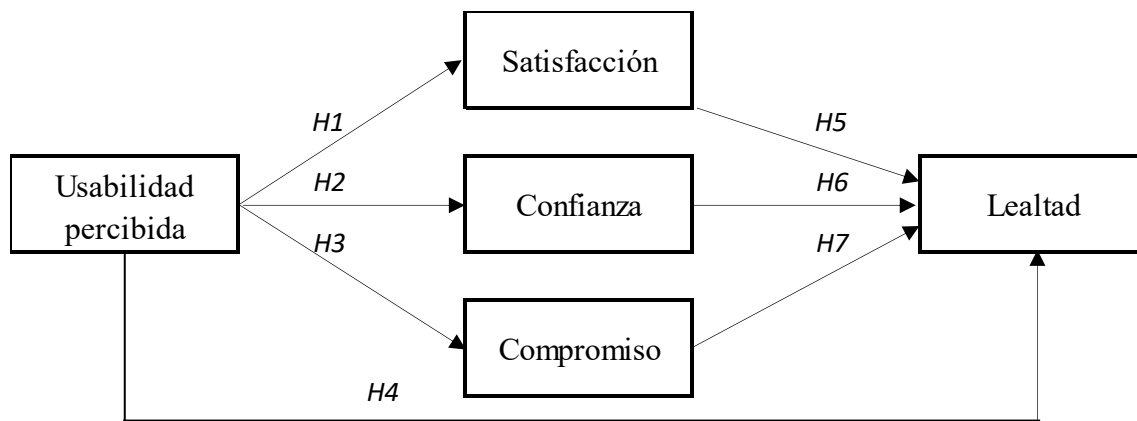 Satisfacción
H1
H5
Usabilidad
percibida
H2
Confianza
H6
Lealtad
H3
H7
Compromiso
H4